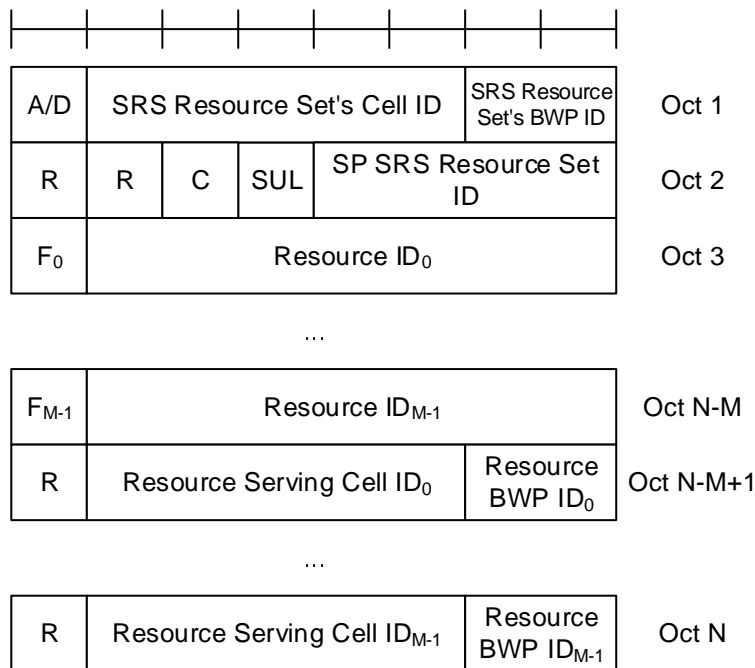 A/D SRS Resource Set's Cell ID SRS Resource Set's BWP ID Oct 1
R R C SUL SP SRS Resource Set ID Oct 2
F0 Resource ID0 Oct 3
...
FM-1 Resource IDM-1 Oct N-M
R Resource Serving Cell ID0 Resource BWP ID0 Oct N-M+1
...
R Resource Serving Cell IDM-1 Resource BWP IDM-1 Oct N